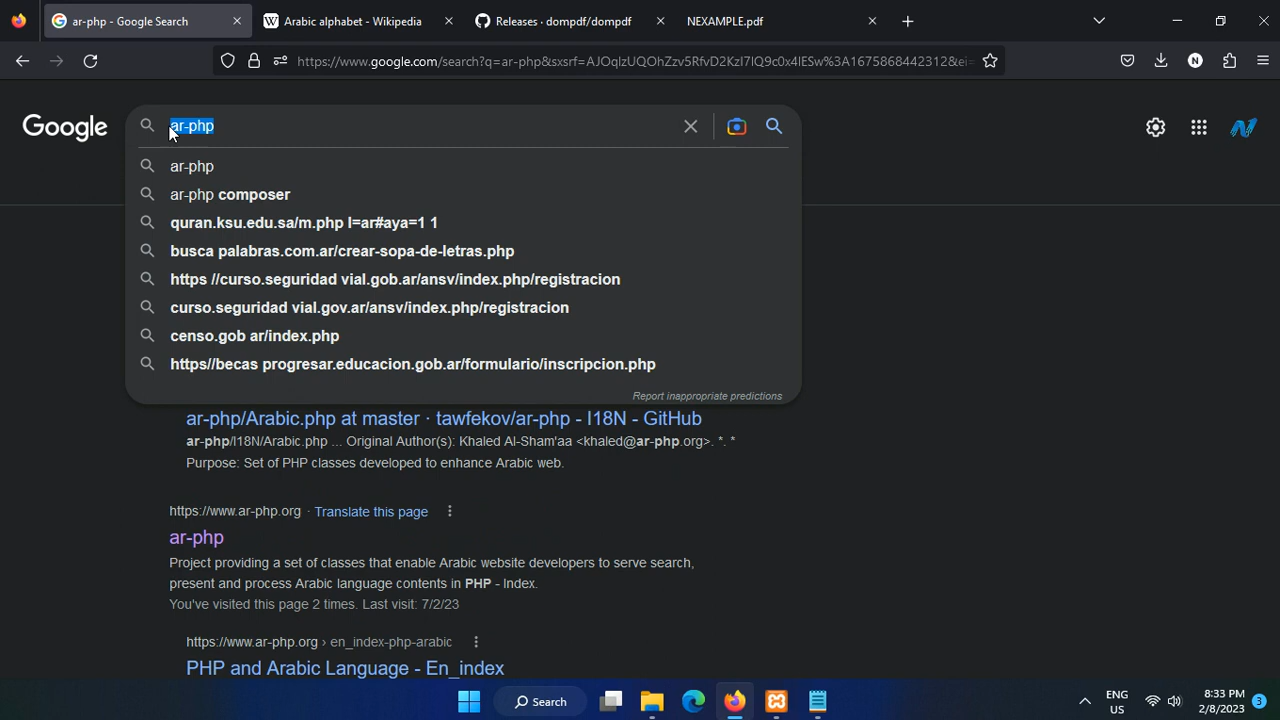 ar-php - Google Search
Arabic alphabet - Wikipedia
Releases · dompdf/dompdf
NEXAMPLE.pdf
https://www.google.com/search?q=ar-php&sxsrf=AJOqlzUQOhZzv5RfvD2KzI7IQ9c0x4IESw%3A1675868442312&ei=
Google
ar-php
ar-php
ar-php composer
quran.ksu.edu.sa/m.php l=ar#aya=1 1
busca palabras.com.ar/crear-sopa-de-letras.php
https //curso.seguridad vial.gob.ar/ansv/index.php/registracion
curso.seguridad vial.gov.ar/ansv/index.php/registracion
censo.gob ar/index.php
https//becas progresar.educacion.gob.ar/formulario/inscripcion.php
Report inappropriate predictions
ar-php/Arabic.php at master · tawfekov/ar-php - I18N - GitHub
ar-php/I18N/Arabic.php ... Original Author(s): Khaled Al-Sham'aa <khaled@ar-php.org>. *. *
Purpose: Set of PHP classes developed to enhance Arabic web.
https://www.ar-php.org · Translate this page
ar-php
Project providing a set of classes that enable Arabic website developers to serve search,
present and process Arabic language contents in PHP - Index.
You've visited this page 2 times. Last visit: 7/2/23
https://www.ar-php.org › en_index-php-arabic
PHP and Arabic Language - En_index
Search
ENG
US
8:33 PM
2/8/2023
3